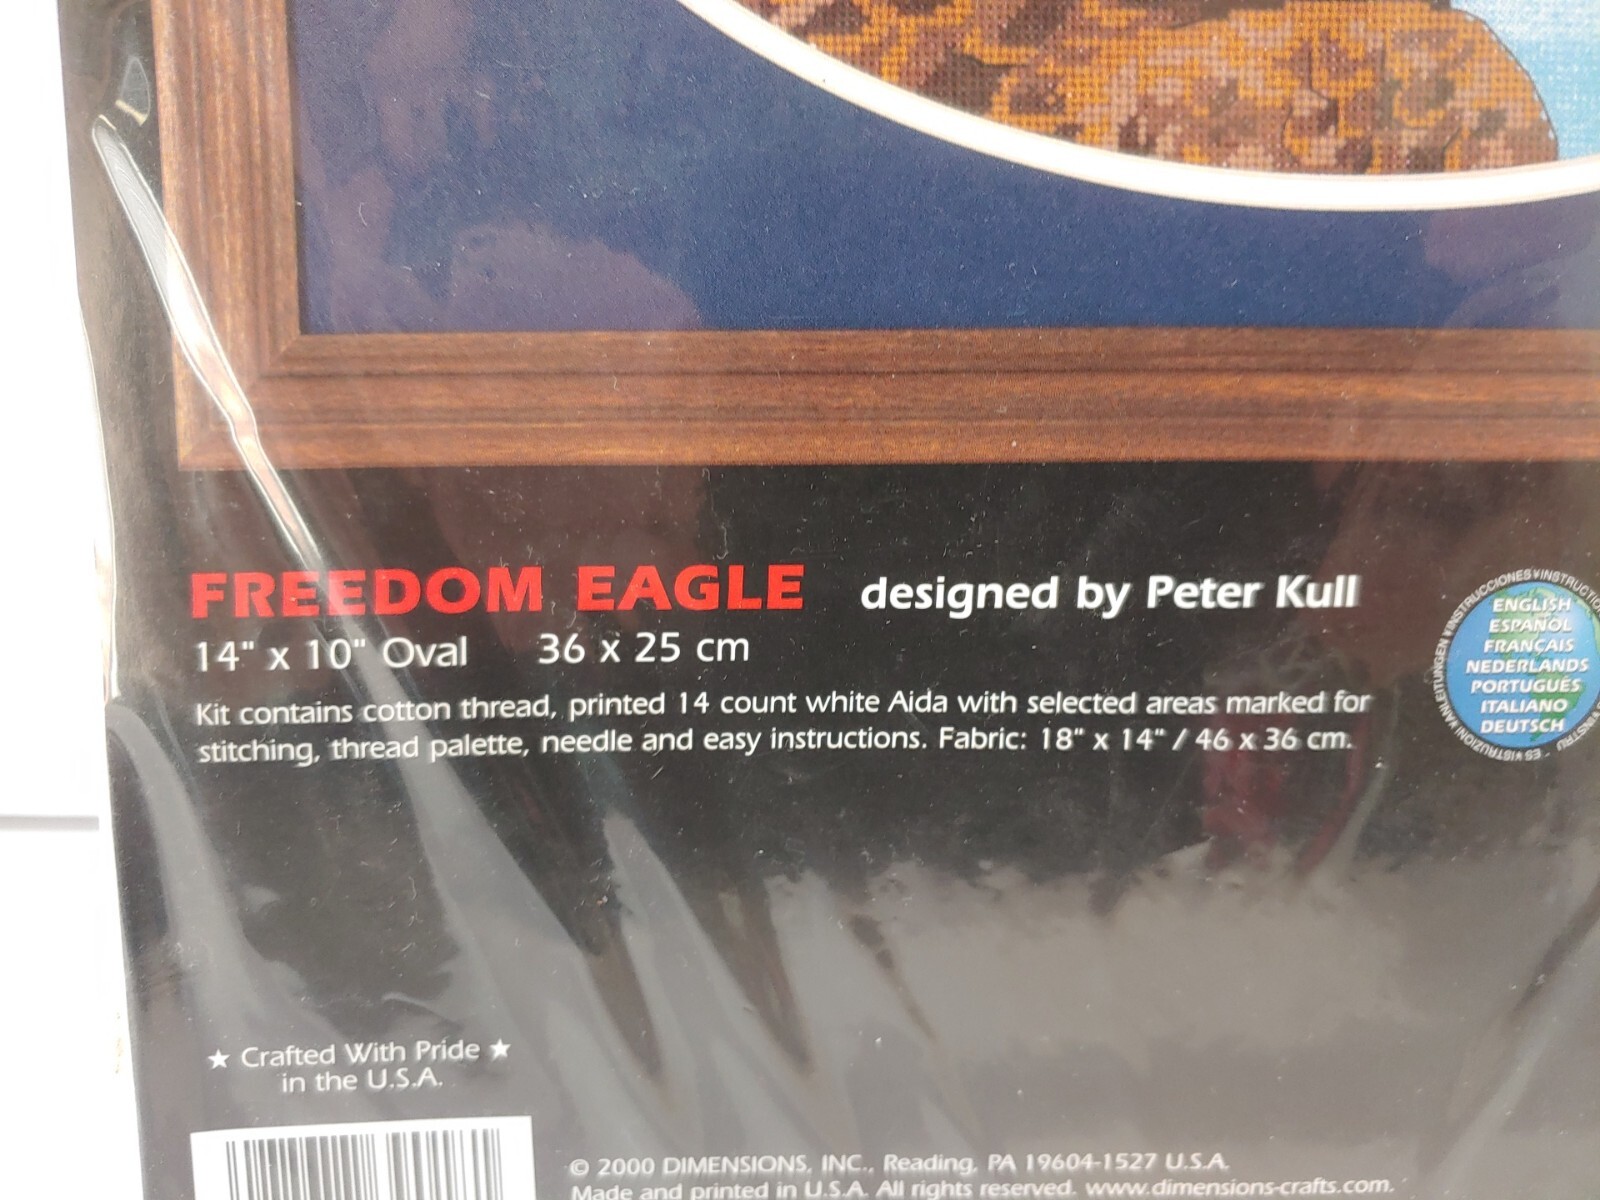 FREEDOM EAGLE designed by Peter Kull
14" x 10" Oval 36 x 25 cm
Kit contains cotton thread, printed 14 count white Aida with selected areas marked for
stitching, thread palette, needle and easy instructions. Fabric: 18" x 14" / 46 x 36 cm.
ENGLISH
ESPAÑOL
FRANÇAIS
NEDERLANDS
PORTUGUÊS
ITALIANO
DEUTSCH
★ Crafted With Pride ★
in the U.S.A.
© 2000 DIMENSIONS, INC., Reading, PA 19604-1527 U.S.A.
Made and printed in U.S.A. All rights reserved. www.dimensions-crafts.com.